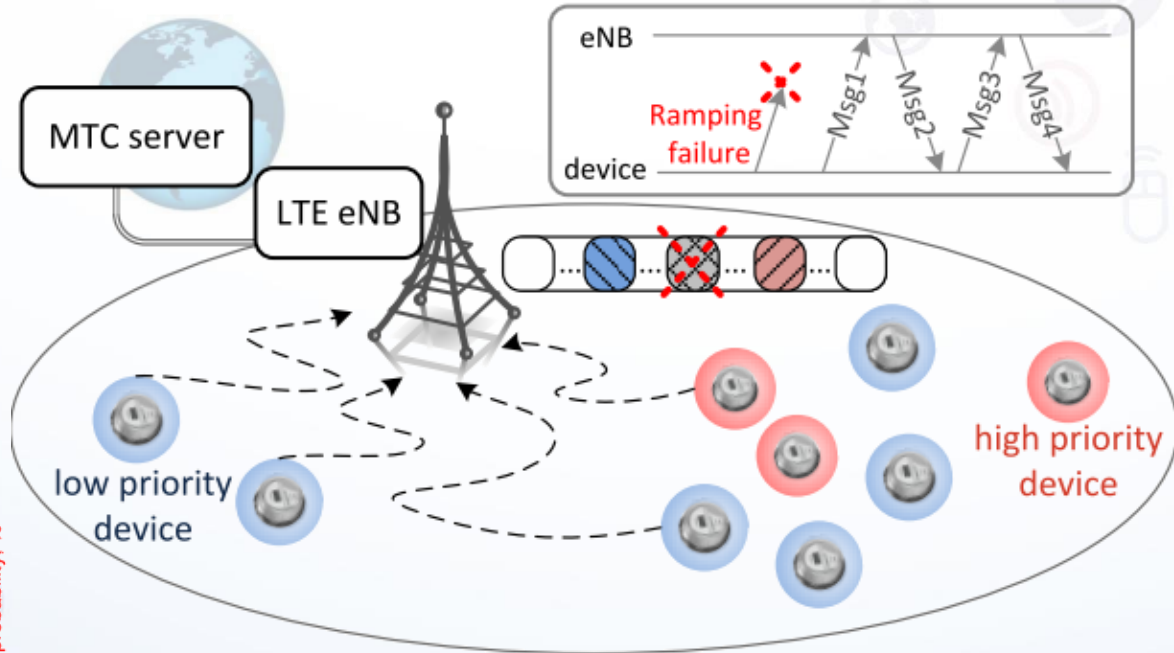 eNB
Ramping
failure
Msg1
Msg2
Msg3
Msg4
device
MTC server
LTE eNB
...
...
...
...
low priority
device
high priority
device